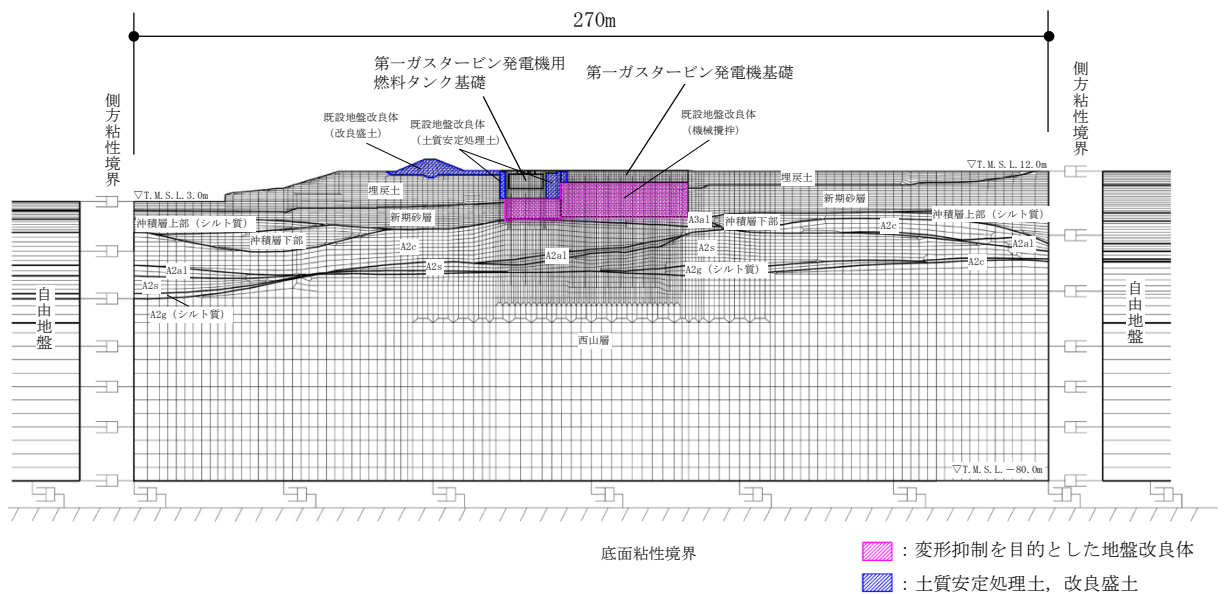 270m
第一ガスタービン発電機用
燃料タンク基礎
第一ガスタービン発電機基礎
側方粘性境界
側方粘性境界
既設地盤改良体
(改良盛土)
既設地盤改良体
(土質安定処理土)
既設地盤改良体
(機械攪拌)
▽T.M.S.L.3.0m
▽T.M.S.L.12.0m
埋戻土
埋戻土
新期砂層
新期砂層
沖積層上部(シルト質)
沖積層上部(シルト質)
沖積層下部
沖積層下部
A3a1
A2c
A2c
A2s
A2a1
A2a1
A2a1
A2s
A2g(シルト質)
A2c
A2s
A2g(シルト質)
自由地盤
自由地盤
西山層
▽T.M.S.L.-80.0m
底面粘性境界
:変形抑制を目的とした地盤改良体
:土質安定処理土,改良盛土